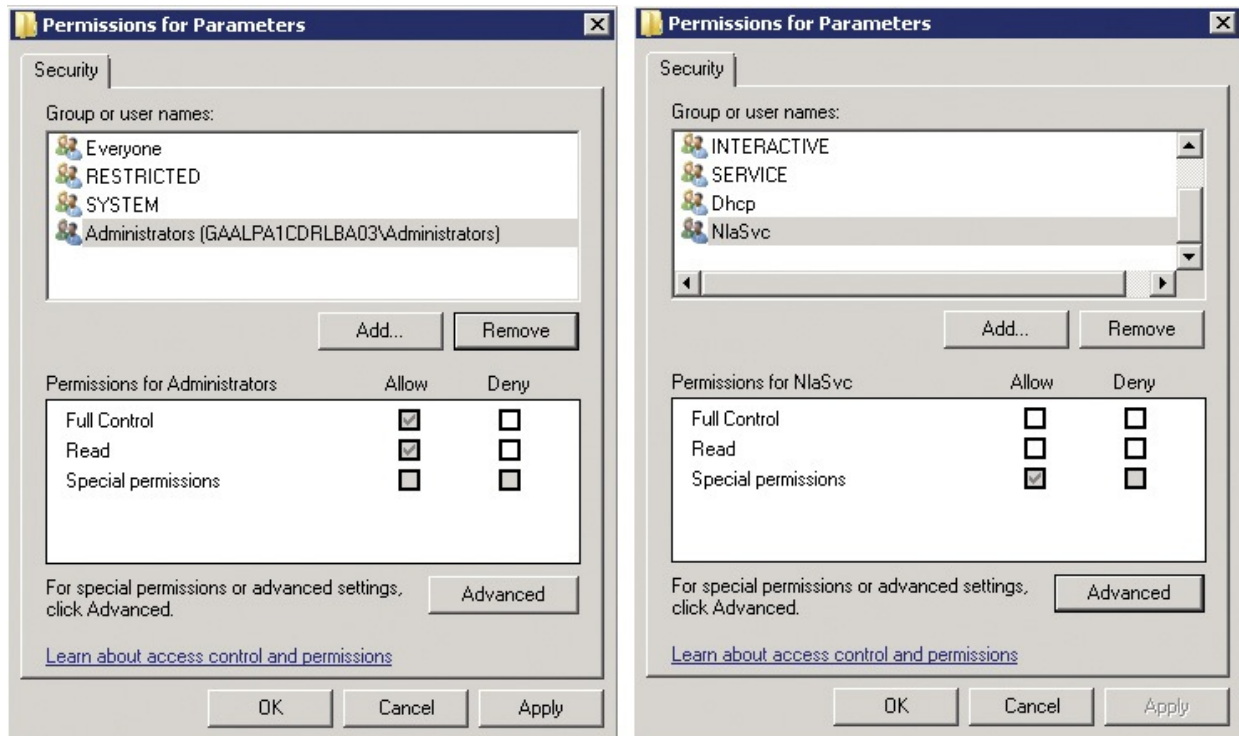 Permissions for Parameters
Security
Group or user names:
Everyone
RESTRICTED
SYSTEM
Administrators (GAALPA1CDRLBA03\Administrators)
Add...
Remove
Permissions for Administrators Allow Deny
Full Control
Read
Special permissions
For special permissions or advanced settings,
click Advanced.
Advanced
Learn about access control and permissions
OK
Cancel
Apply
Permissions for Parameters
Security
Group or user names:
INTERACTIVE
SERVICE
Dhcp
NlaSvc
Add...
Remove
Permissions for NlaSvc Allow Deny
Full Control
Read
Special permissions
For special permissions or advanced settings,
click Advanced.
Advanced
Learn about access control and permissions
OK
Cancel
Apply